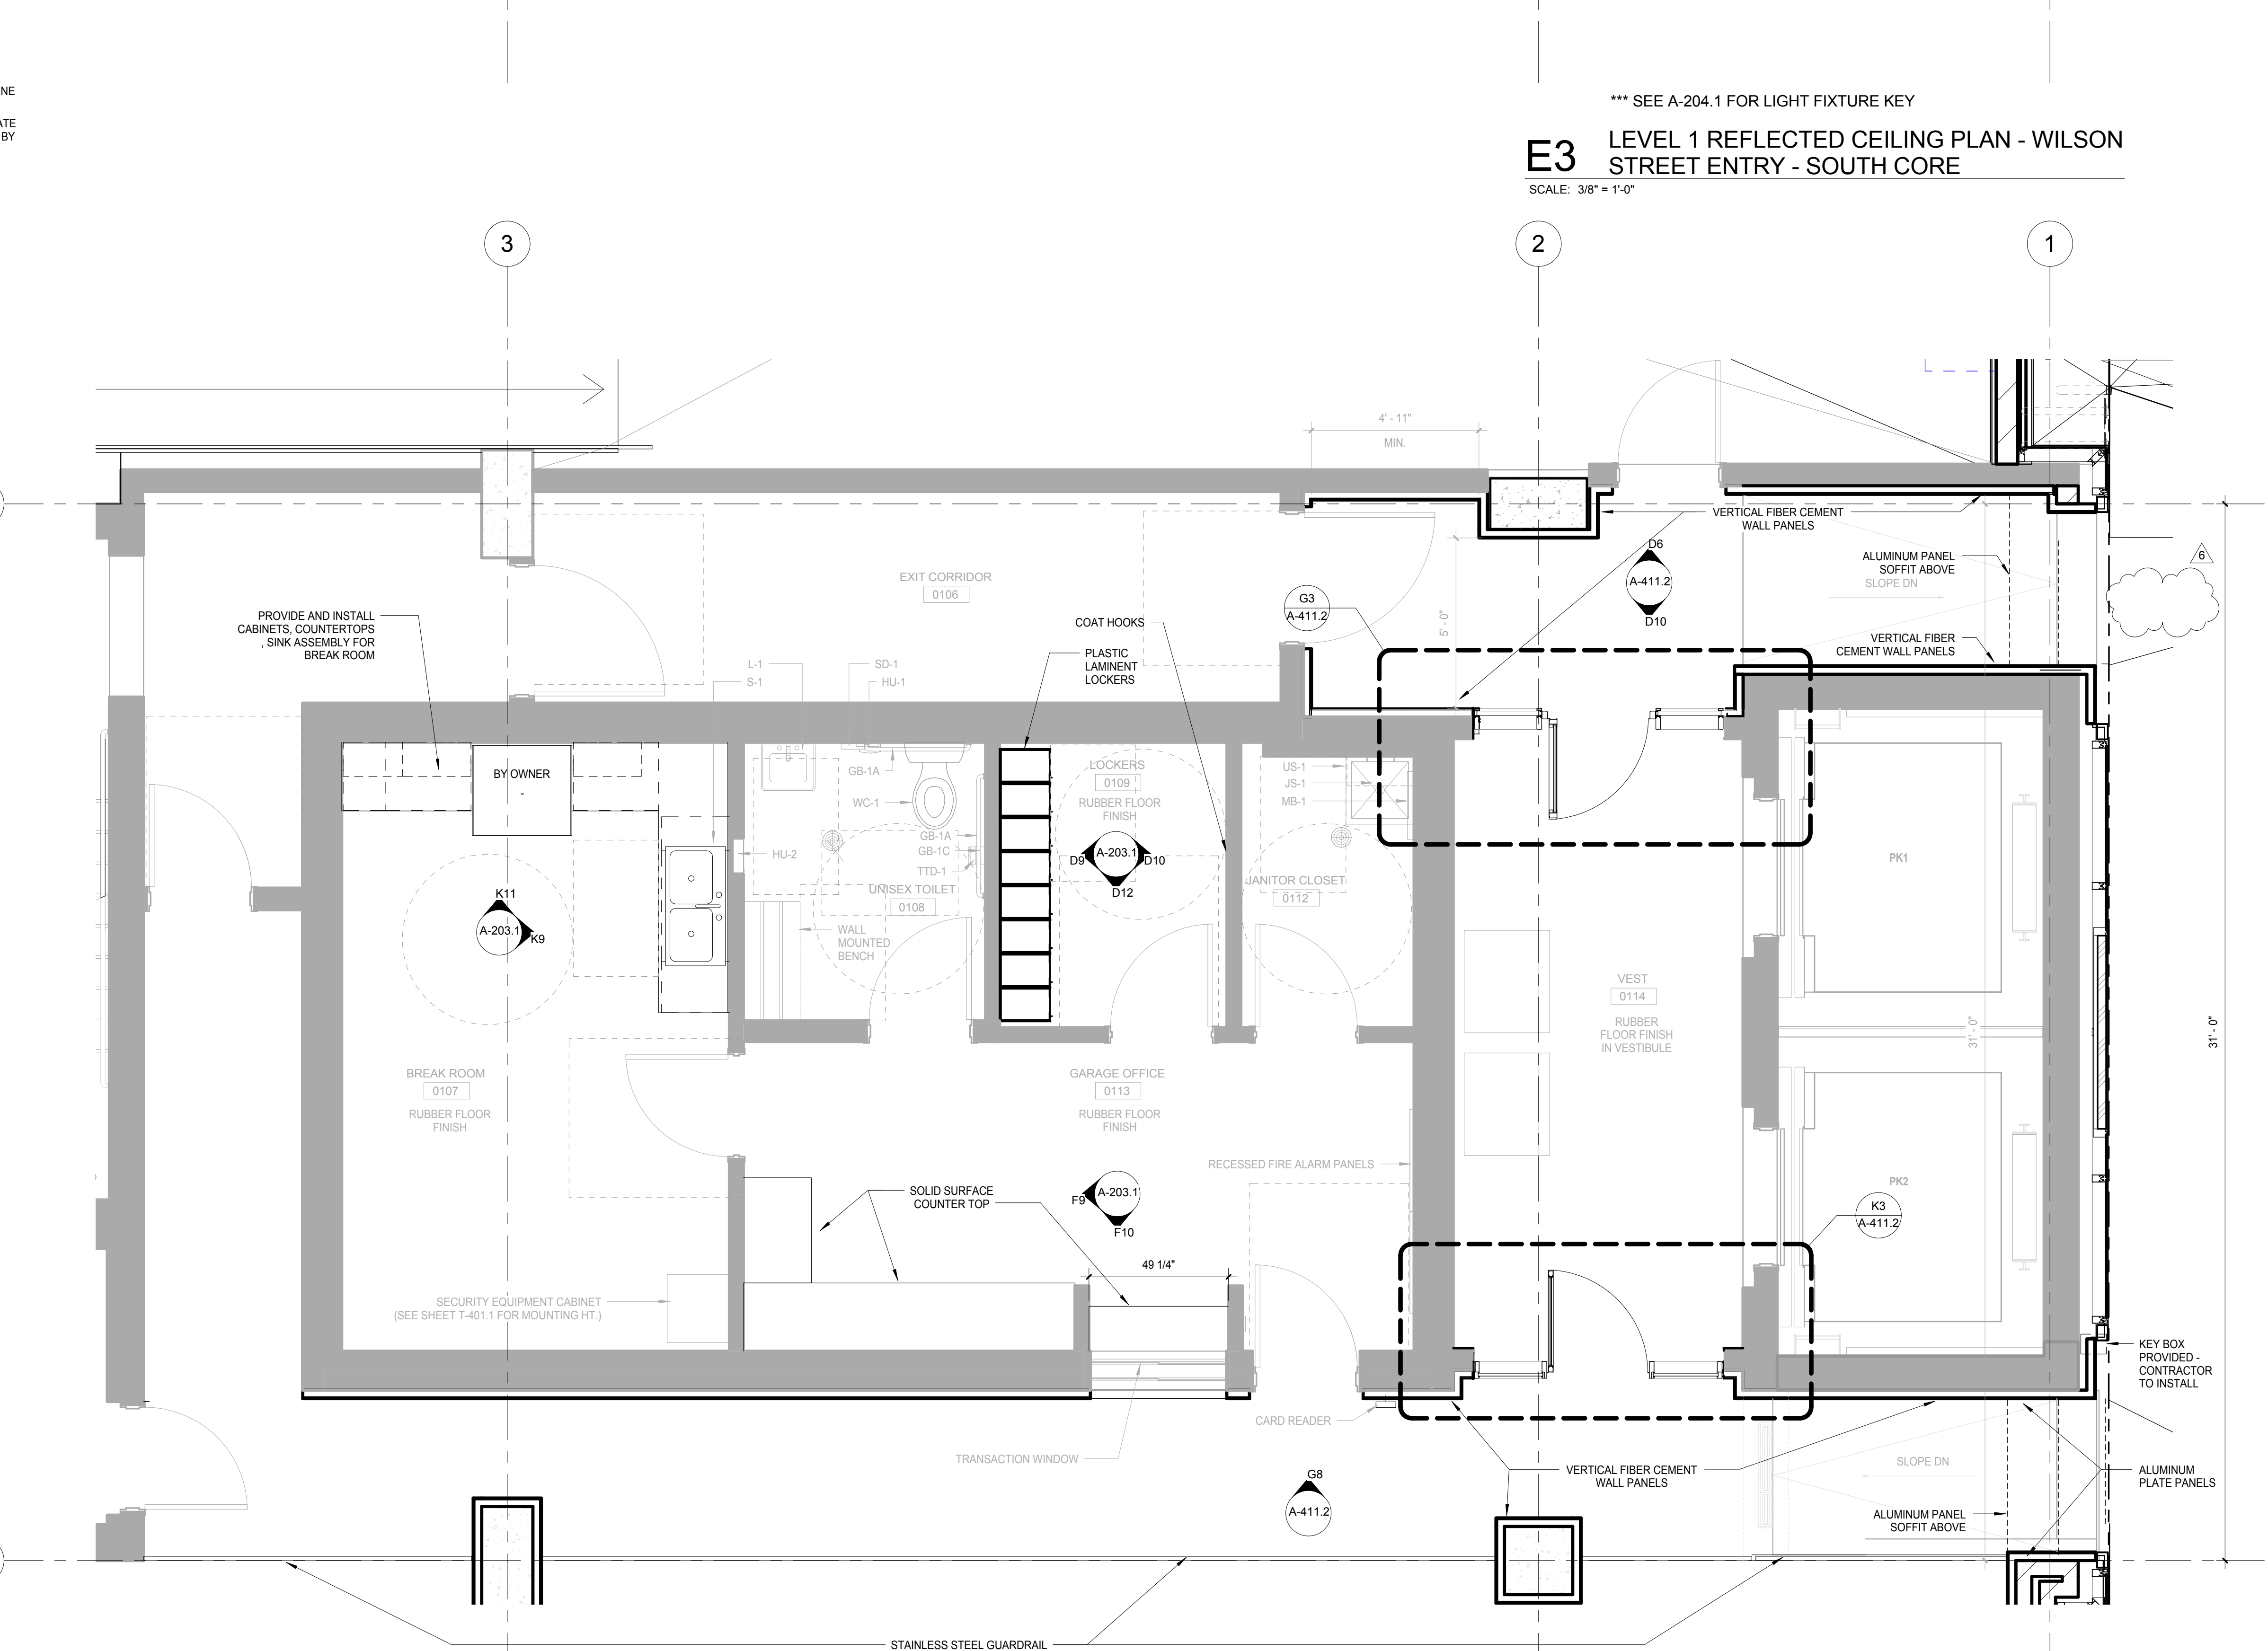 NE
ATE
BY
*** SEE A-204.1 FOR LIGHT FIXTURE KEY
E3
LEVEL 1 REFLECTED CEILING PLAN - WILSON
STREET ENTRY - SOUTH CORE
SCALE: 3/8" = 1'-0"
3
2
1
4' - 11"
MIN.
VERTICAL FIBER CEMENT
WALL PANELS
D6
A-411.2
D10
ALUMINUM PANEL
SOFFIT ABOVE
SLOPE DN
6
EXIT CORRIDOR
0106
G3
A-411.2
5' - 0"
PROVIDE AND INSTALL
CABINETS, COUNTERTOPS
, SINK ASSEMBLY FOR
BREAK ROOM
COAT HOOKS
PLASTIC
LAMINENT
LOCKERS
VERTICAL FIBER
CEMENT WALL PANELS
L-1
S-1
SD-1
HU-1
BY OWNER
-
GB-1A
WC-1
GB-1A
GB-1C
TTD-1
HU-2
UNISEX TOILET
0108
WALL
MOUNTED
BENCH
LOCKERS
0109
RUBBER FLOOR
FINISH
D9
A-203.1
D10
D12
US-1
JS-1
MB-1
JANITOR CLOSET
0112
PK1
K11
A-203.1
K9
VEST
0114
RUBBER
FLOOR FINISH
IN VESTIBULE
31' - 0"
31' - 0"
BREAK ROOM
0107
RUBBER FLOOR
FINISH
GARAGE OFFICE
0113
RUBBER FLOOR
FINISH
RECESSED FIRE ALARM PANELS
PK2
SOLID SURFACE
COUNTER TOP
F9
A-203.1
F10
K3
A-411.2
49 1/4"
SECURITY EQUIPMENT CABINET
(SEE SHEET T-401.1 FOR MOUNTING HT.)
KEY BOX
PROVIDED -
CONTRACTOR
TO INSTALL
CARD READER
TRANSACTION WINDOW
VERTICAL FIBER CEMENT
WALL PANELS
SLOPE DN
ALUMINUM
PLATE PANELS
G8
A-411.2
ALUMINUM PANEL
SOFFIT ABOVE
STAINLESS STEEL GUARDRAIL